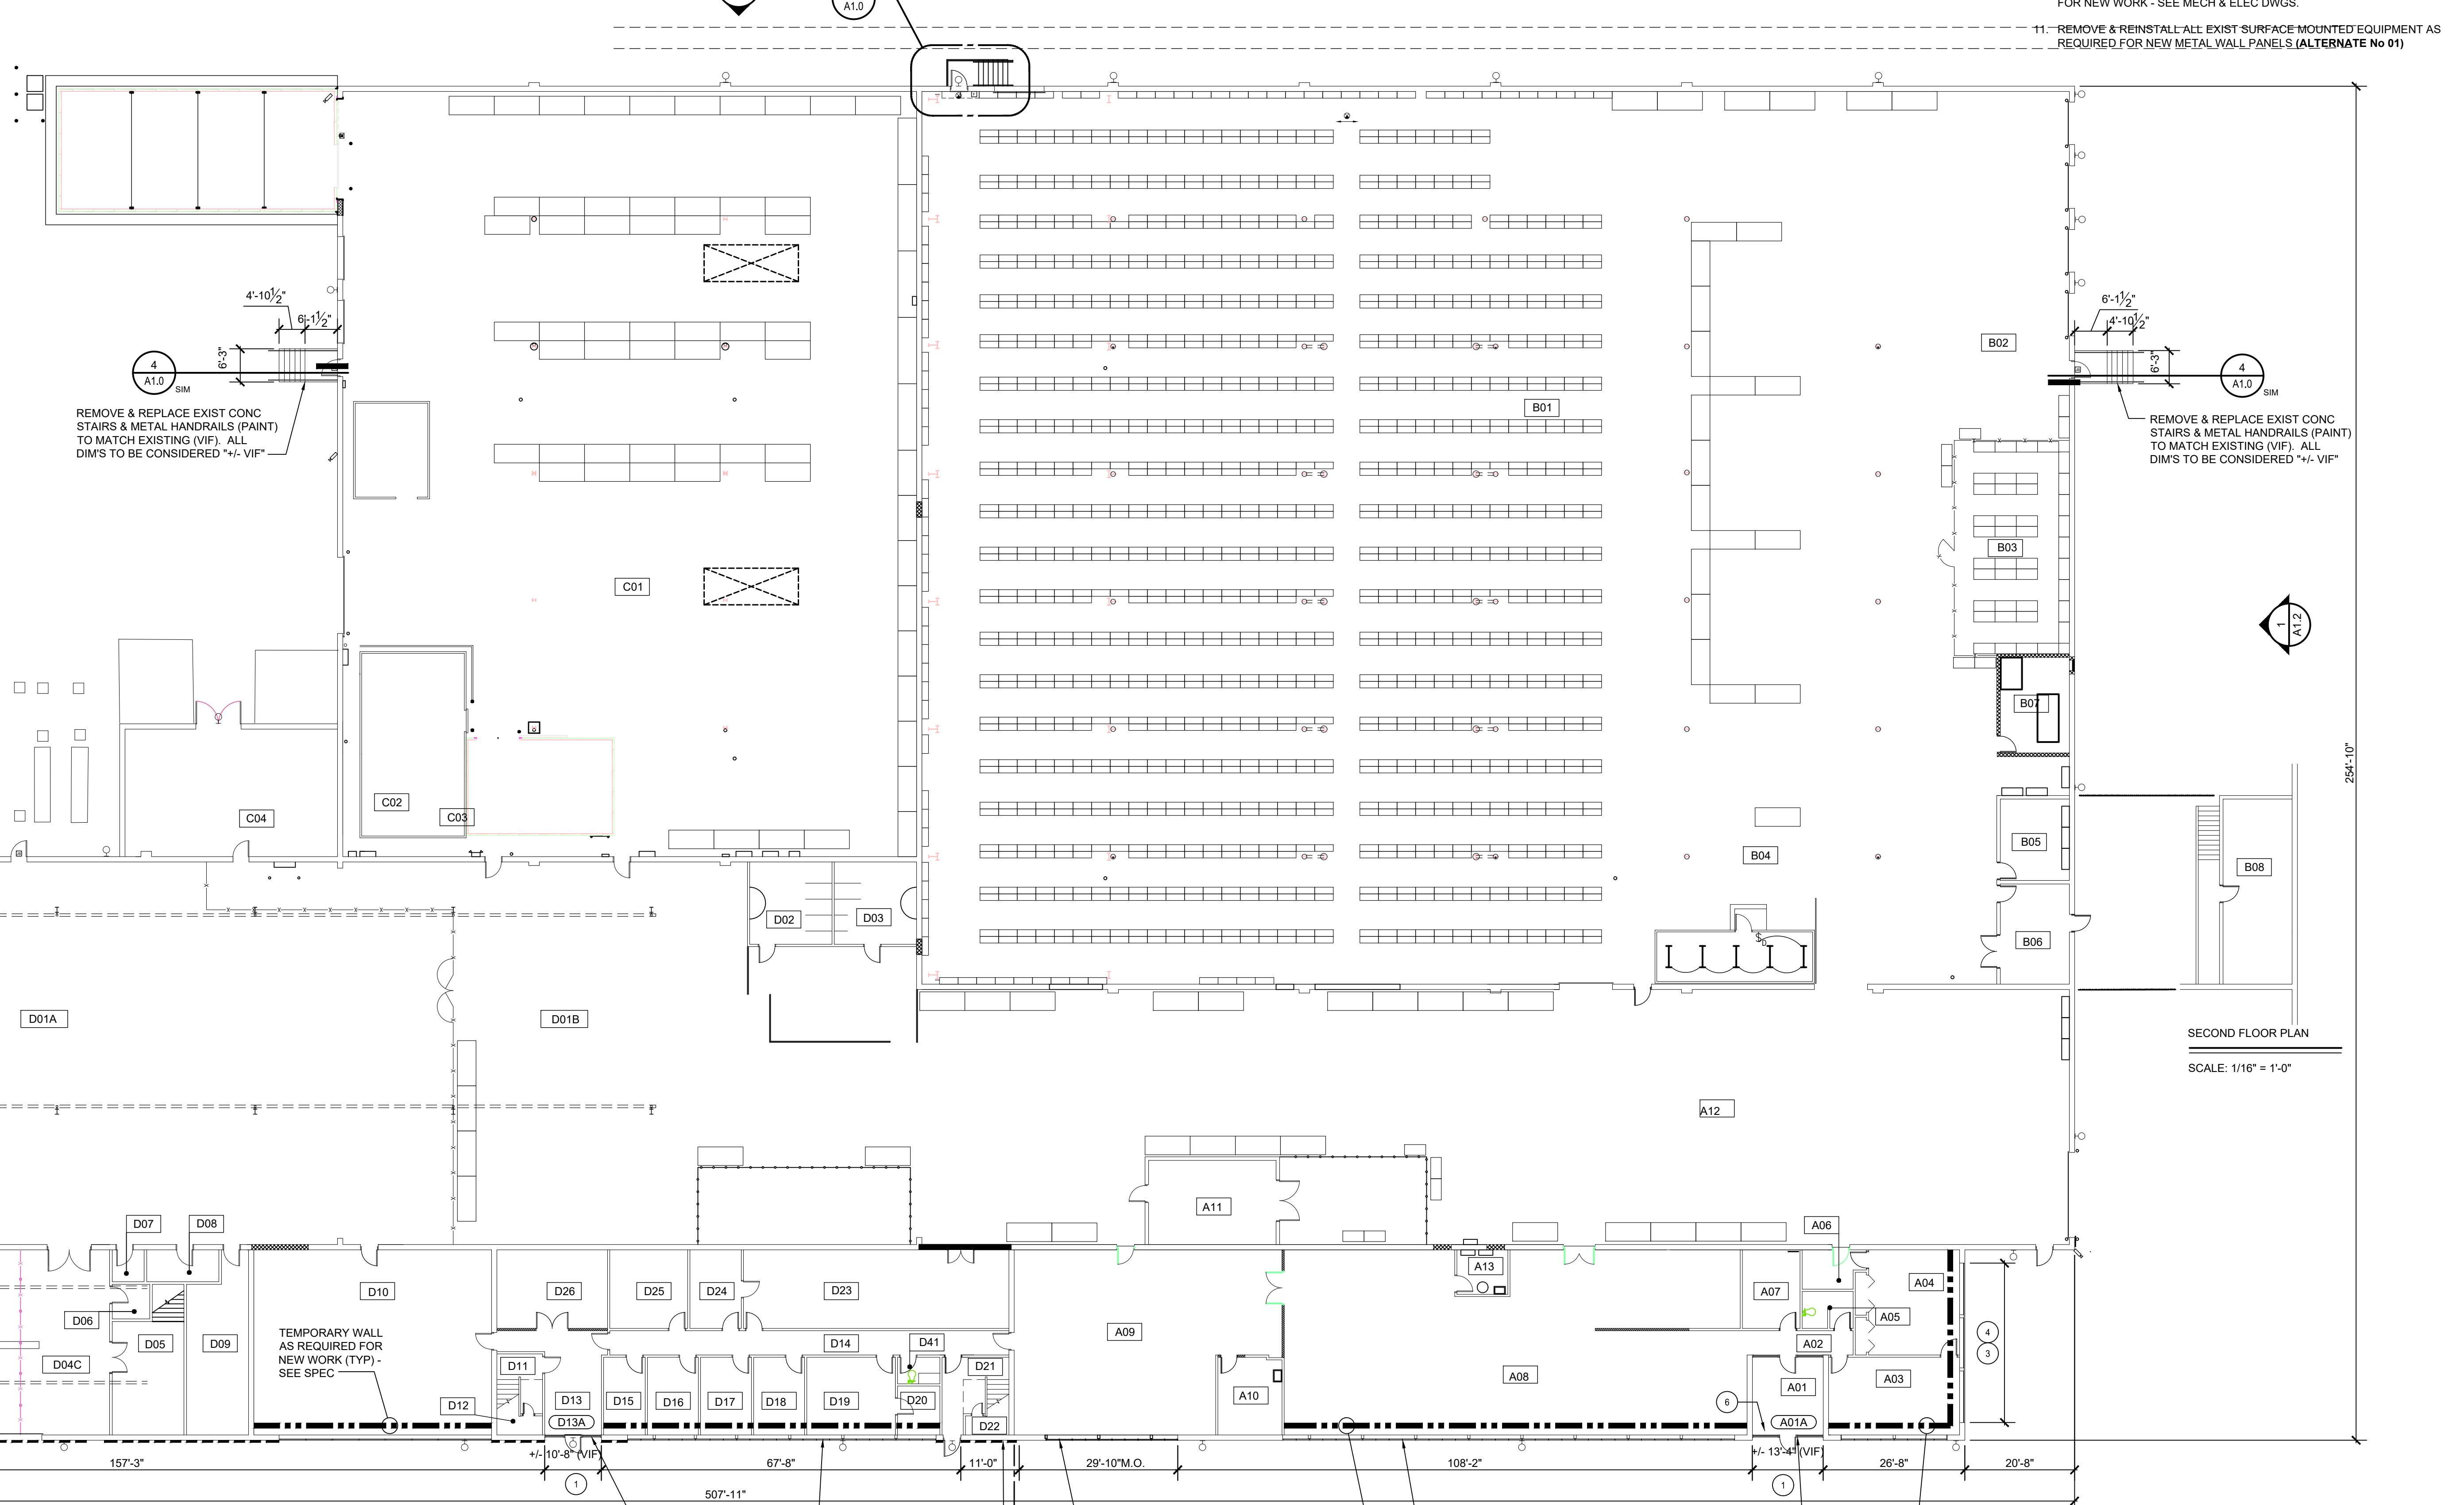 A1.0
FOR NEW WORK - SEE MECH & ELEC DWGS.
11. REMOVE & REINSTALL ALL EXIST SURFACE MOUNTED EQUIPMENT AS
REQUIRED FOR NEW METAL WALL PANELS (ALTERNATE No 01)
4'-10 1/2"
6'-1 1/2"
6'-3"
4
A1.0
SIM
REMOVE & REPLACE EXIST CONC
STAIRS & METAL HANDRAILS (PAINT)
TO MATCH EXISTING (VIF). ALL
DIM'S TO BE CONSIDERED "+/- VIF"
6'-1 1/2"
4'-10 1/2"
6'-3"
4
A1.0
SIM
REMOVE & REPLACE EXIST CONC
STAIRS & METAL HANDRAILS (PAINT)
TO MATCH EXISTING (VIF). ALL
DIM'S TO BE CONSIDERED "+/- VIF"
B02
B01
B03
C01
1
A1.2
B07
254'-10"
C02
C03
C04
B05
B04
B08
D02
D03
B06
$D
D01A
D01B
SECOND FLOOR PLAN
SCALE: 1/16" = 1'-0"
A12
A11
D07
D08
A06
A13
D10
D26
D25
D24
D23
A07
A04
D06
A05
D05
D09
TEMPORARY WALL
AS REQUIRED FOR
NEW WORK (TYP) -
SEE SPEC
D14
D41
A09
A02
4
3
D04C
D11
D21
A08
A03
D12
D13
D15
D16
D17
D18
D19
D20
A10
A01
6
D13A
D22
A01A
+/- 10'-8" (VIF)
+/- 13'-4" (VIF)
157'-3"
67'-8"
11'-0"
29'-10"M.O.
108'-2"
26'-8"
20'-8"
1
1
507'-11"